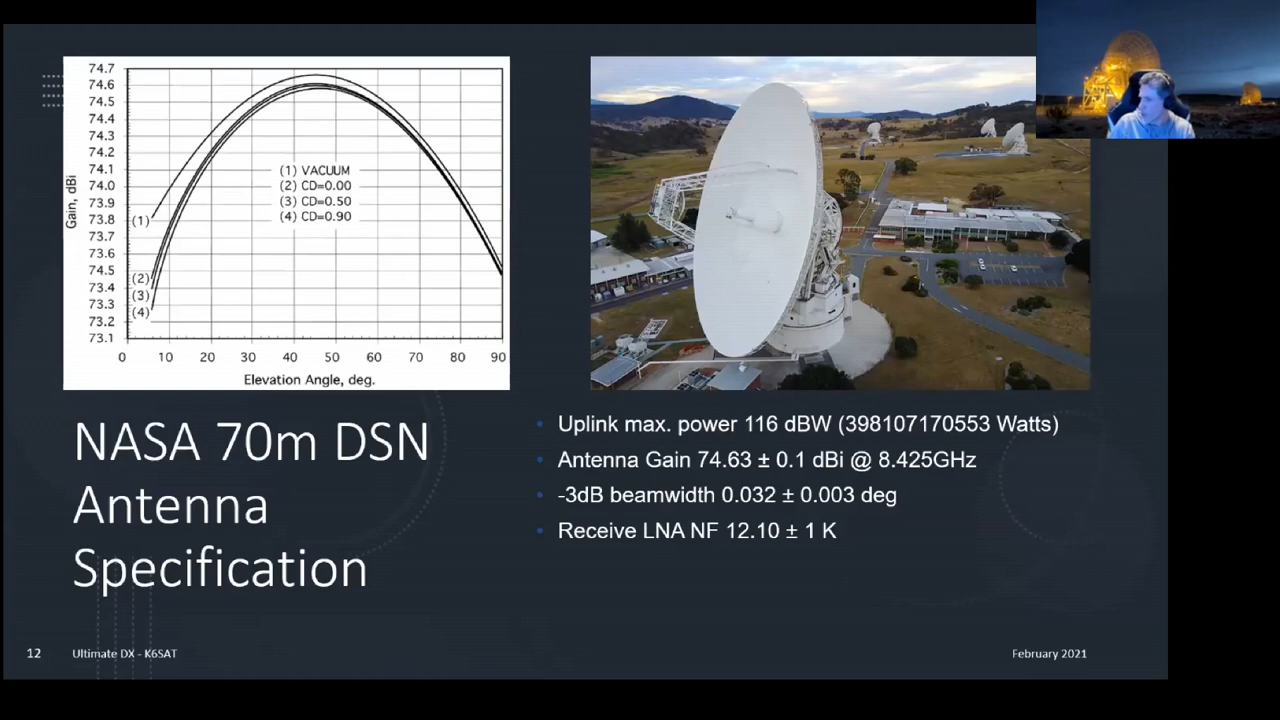 74.7
74.6
74.5
74.4
74.3
74.2
74.1
74.0
73.9
73.8
73.7
73.6
74.5
73.4
73.3
73.2
73.1
Gain, dBi
(1) VACUUM
(2) CD=0.00
(3) CD=0.50
(4) CD=0.90
(1)
(2)
(3)
(4)
0 10 20 30 40 50 60 70 80 90
Elevation Angle, deg.
NASA 70m DSN
Antenna
Specification
• Uplink max. power 116 dBW (398107170553 Watts)
• Antenna Gain 74.63 ± 0.1 dBi @ 8.425GHz
• -3dB beamwidth 0.032 ± 0.003 deg
• Receive LNA NF 12.10 ± 1 K
12 Ultimate DX - K6SAT
February 2021